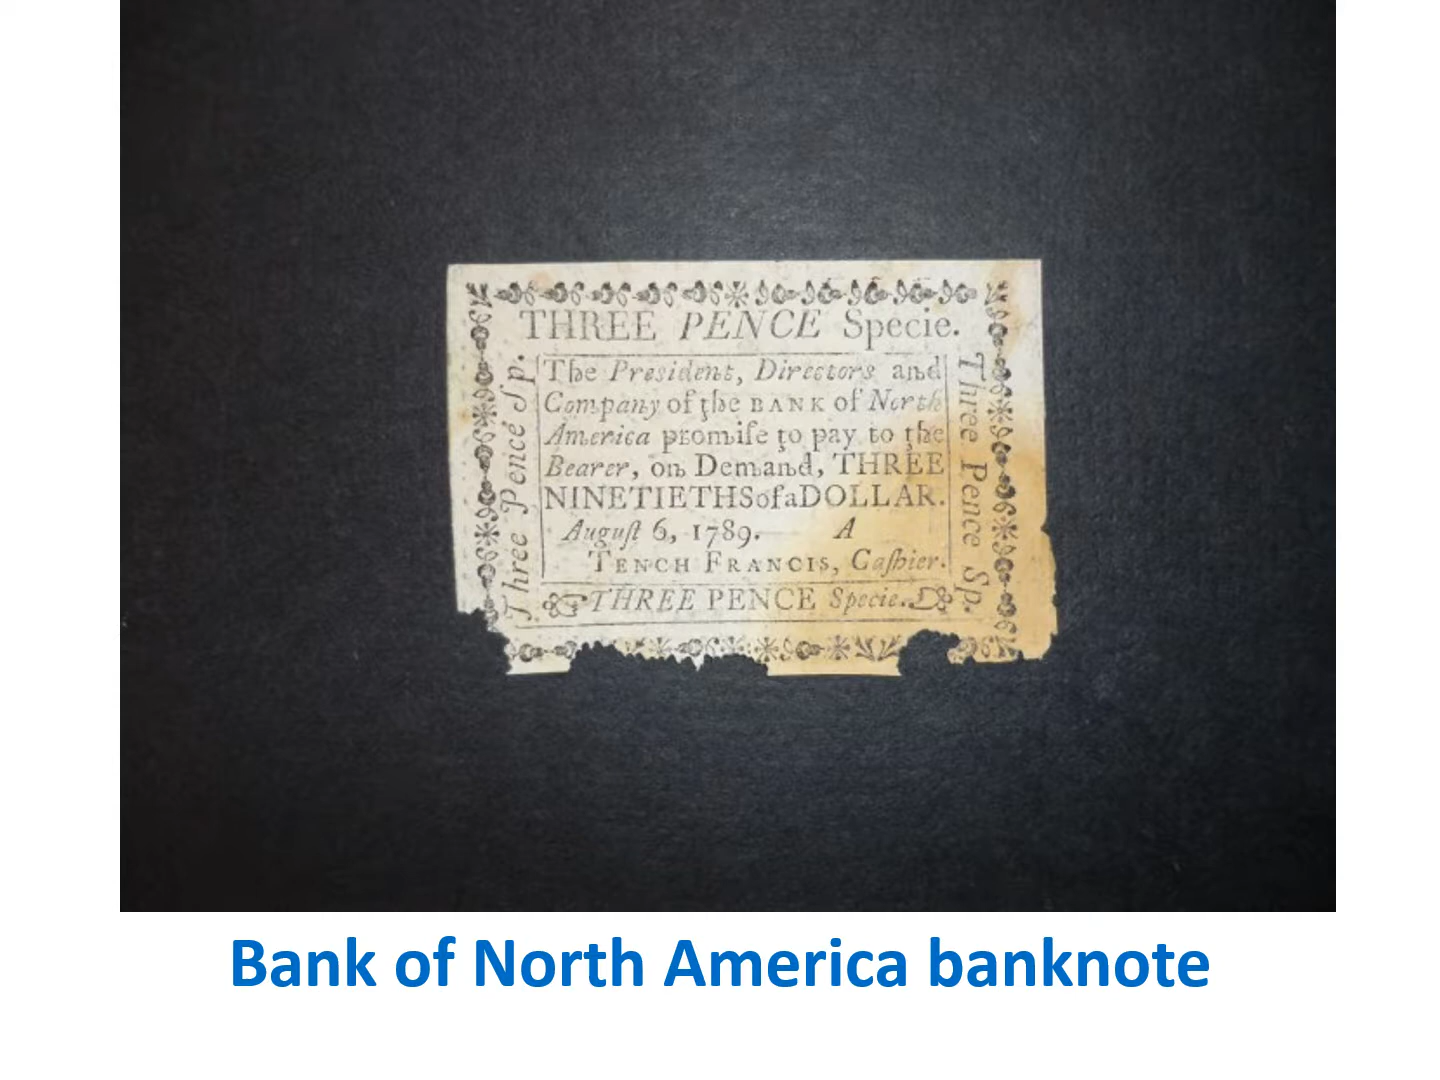 THREE PENCE Specie.
Three Pence Sp.
The President, Directors and
Company of the BANK of North
America promise to pay to the
Bearer, on Demand, THREE
NINETIETHS of a DOLLAR.
Auguſt 6, 1789.— A
TENCH FRANCIS, Caſhier.
Three Pence Sp.
THREE PENCE Specie.
Bank of North America banknote